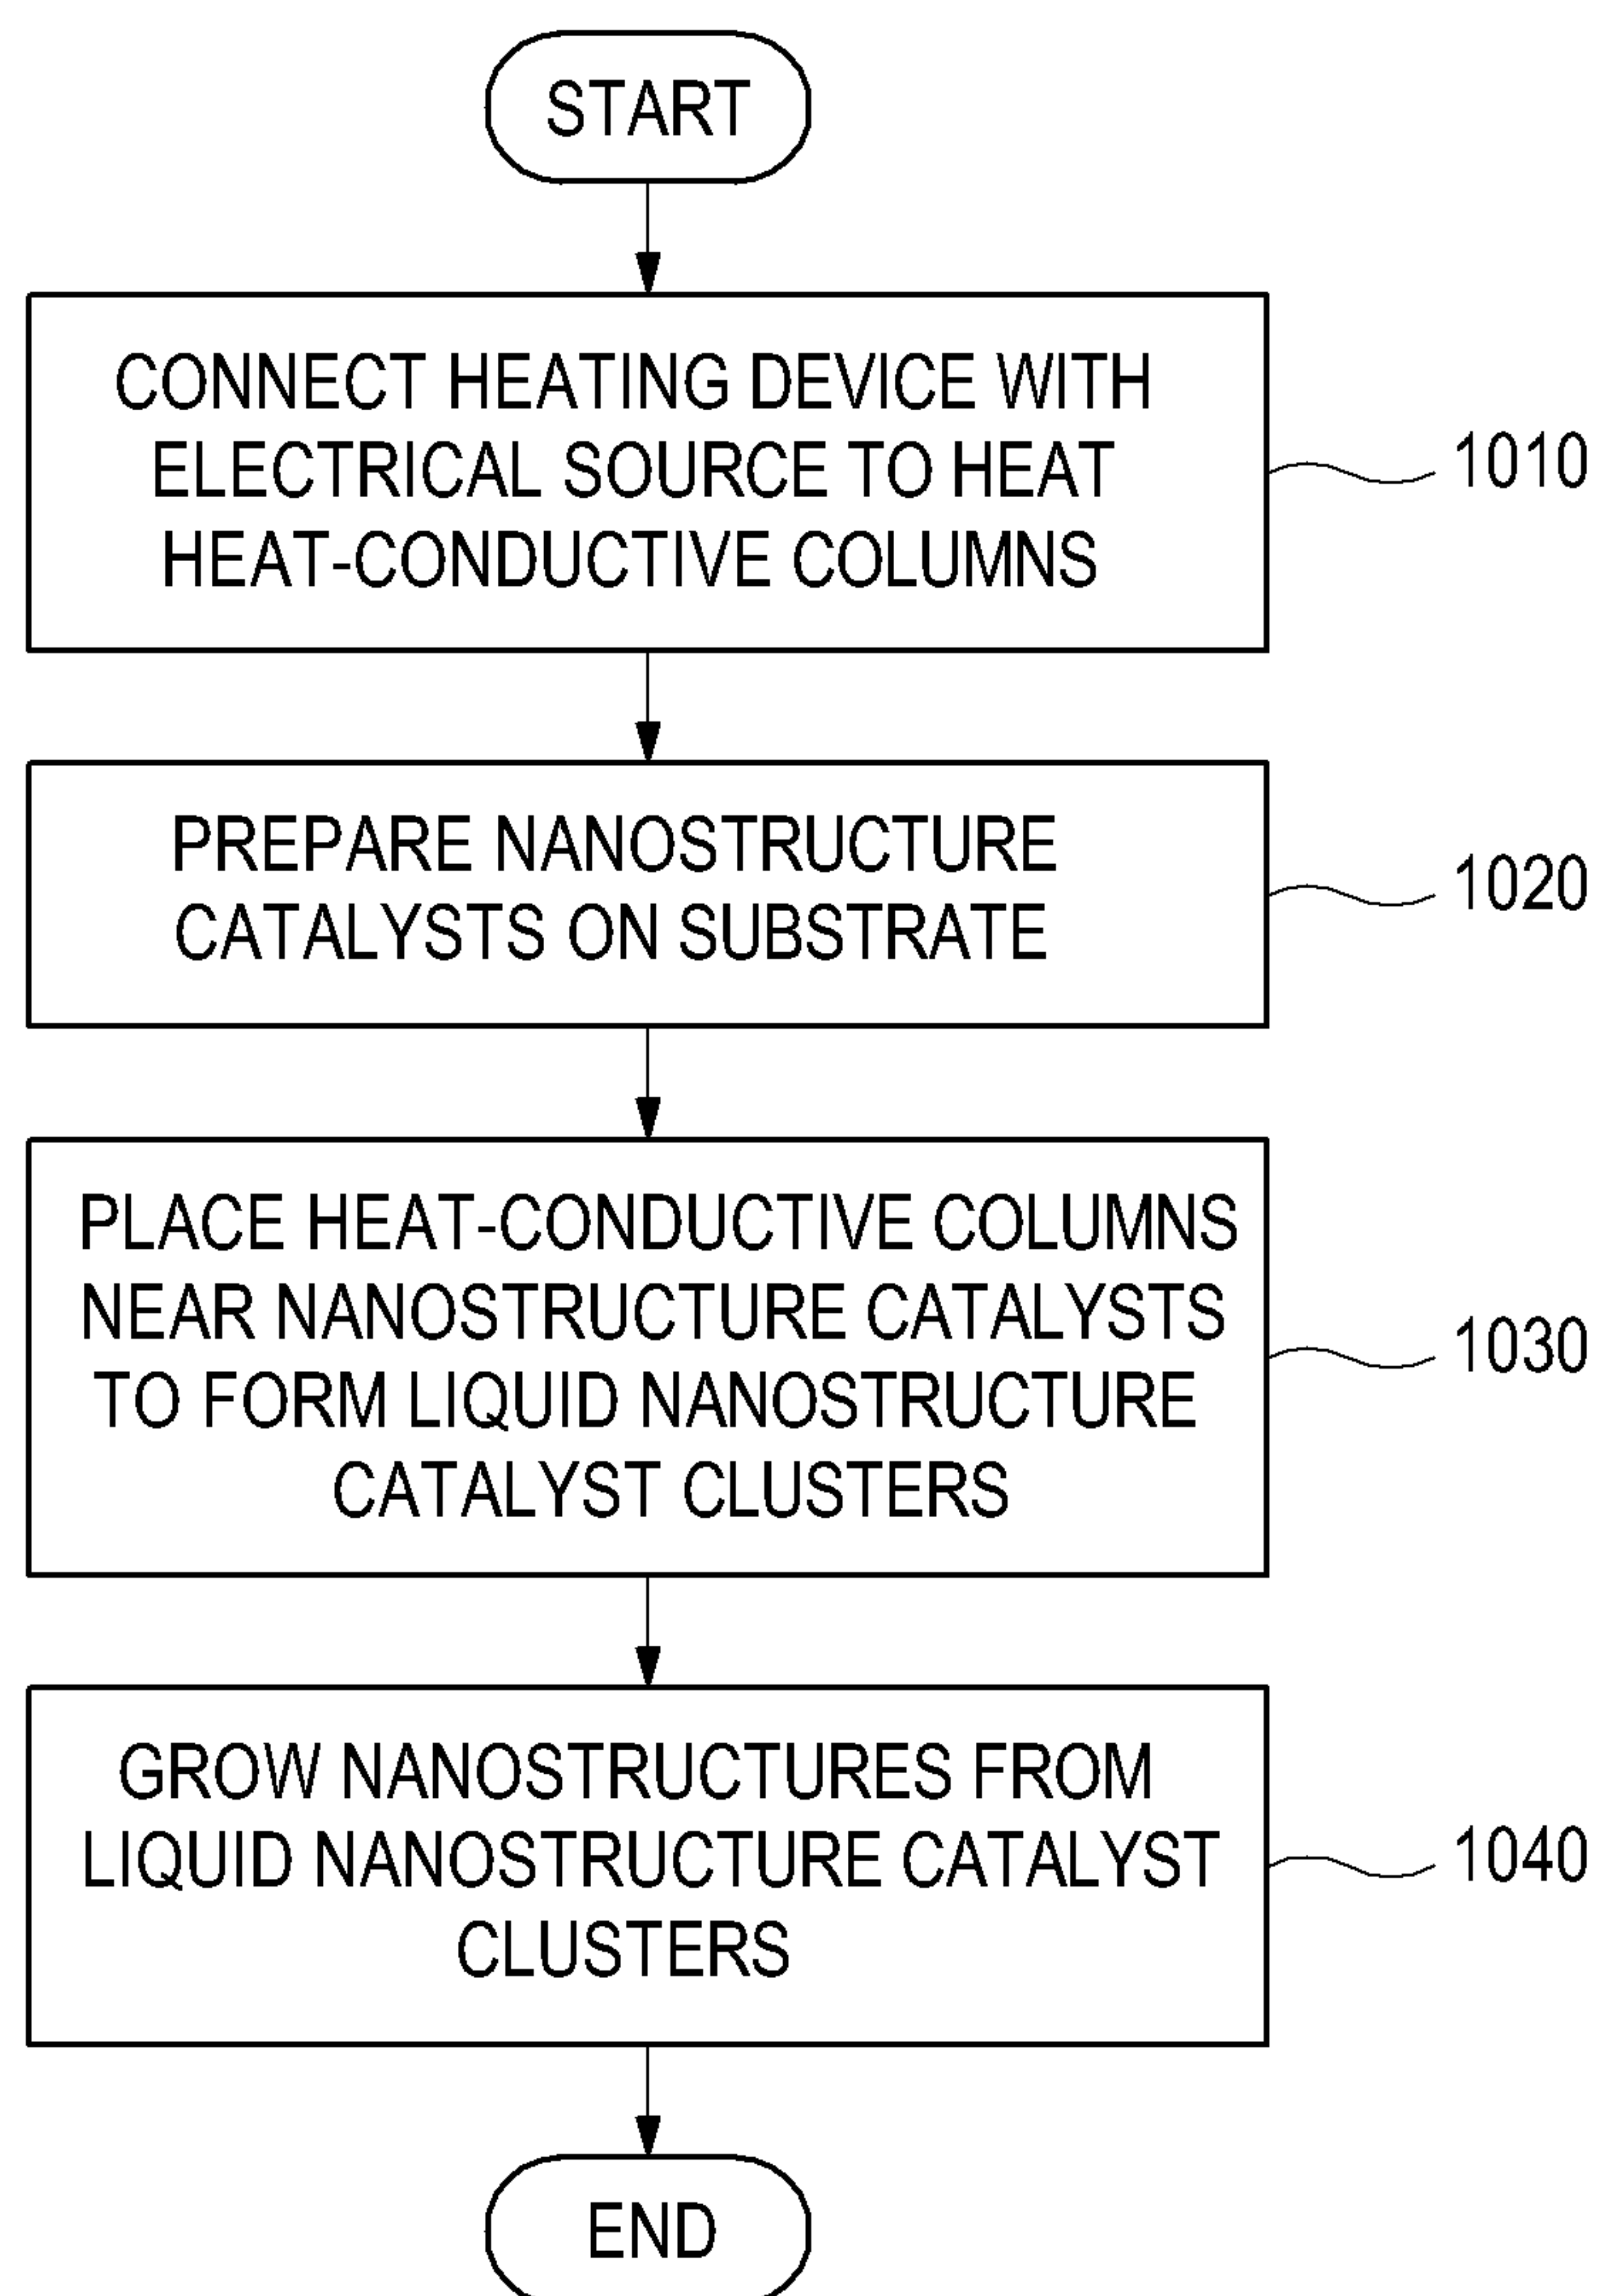 START
CONNECT HEATING DEVICE WITH
ELECTRICAL SOURCE TO HEAT
HEAT-CONDUCTIVE COLUMNS
1010
PREPARE NANOSTRUCTURE
CATALYSTS ON SUBSTRATE
1020
PLACE HEAT-CONDUCTIVE COLUMNS
NEAR NANOSTRUCTURE CATALYSTS
TO FORM LIQUID NANOSTRUCTURE
CATALYST CLUSTERS
1030
GROW NANOSTRUCTURES FROM
LIQUID NANOSTRUCTURE CATALYST
CLUSTERS
1040
END